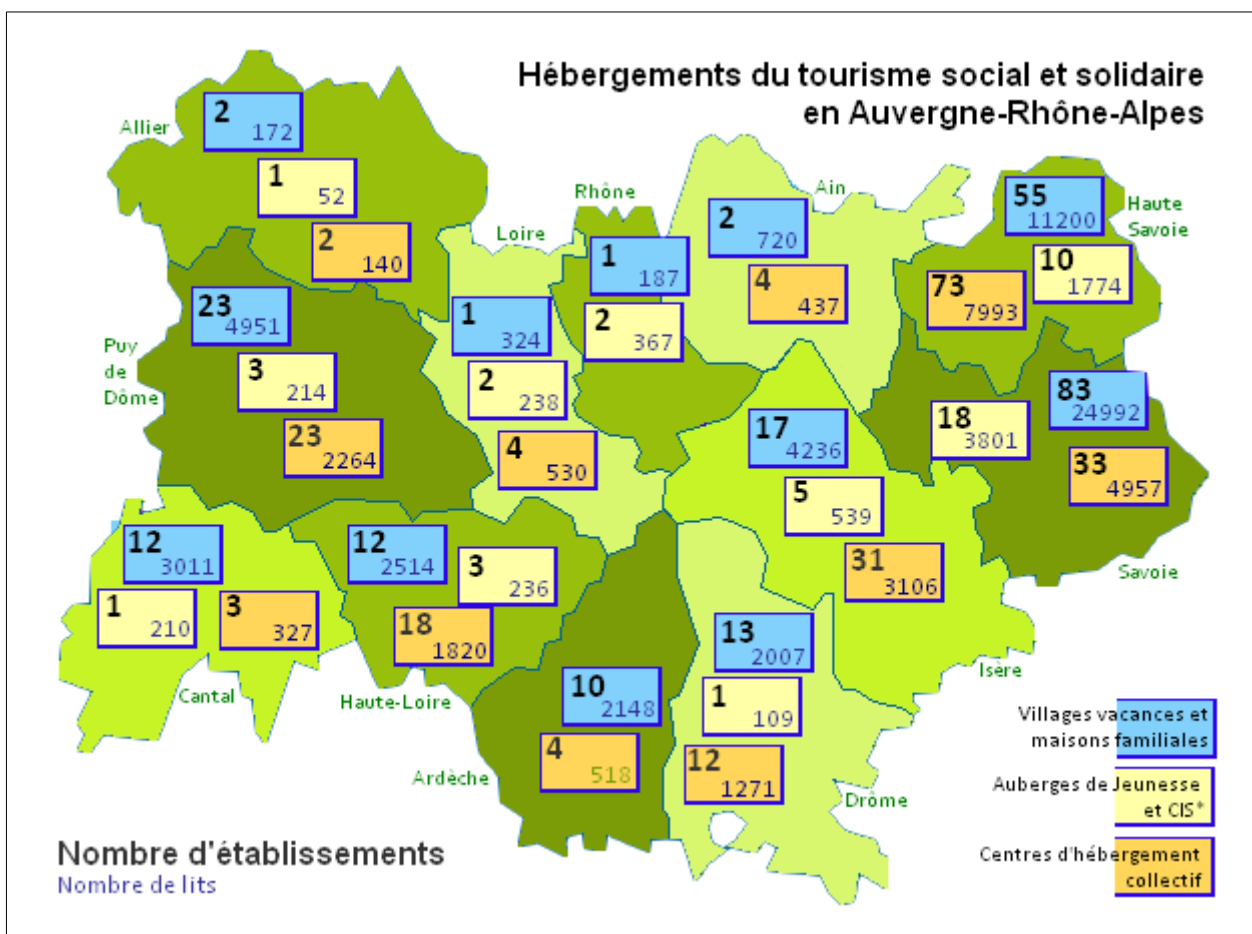 Hébergements du tourisme social et solidaire
en Auvergne-Rhône-Alpes
Allier
2
172
1
52
2
140
Puy
de
Dôme
23
4951
3
214
23
2264
Loire
1
324
2
238
4
530
Rhône
1
187
2
367
Ain
2
720
4
437
Haute
Savoie
55
11200
10
1774
73
7993
Savoie
83
24992
18
3801
33
4957
Isère
17
4236
5
539
31
3106
Cantal
12
3011
1
210
3
327
Haute-Loire
12
2514
3
236
18
1820
Ardèche
10
2148
4
518
Drôme
13
2007
1
109
12
1271
Villages vacances et
maisons familiales
Auberges de Jeunesse
et CIS*
Centres d'hébergement
collectif
Nombre d'établissements
Nombre de lits